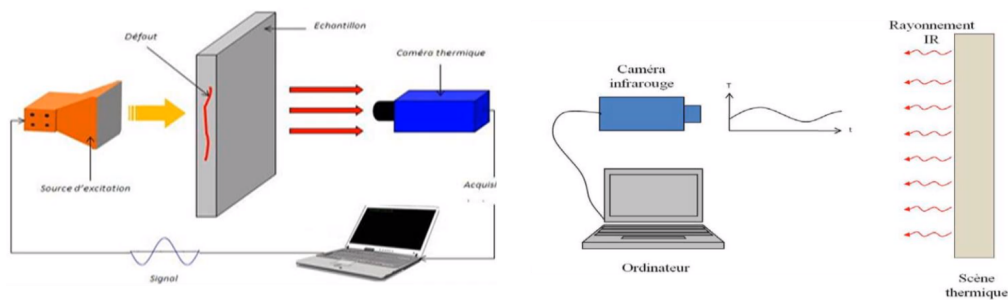 Echantillon
Défaut
Caméra thermique
Source d'excitation
Acquisi
Signal
Caméra
infrarouge
T
t
Ordinateur
Rayonnement
IR
Scène
thermique